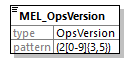 MEL_OpsVersion
type OpsVersion
pattern (2[0-9]{3,5})